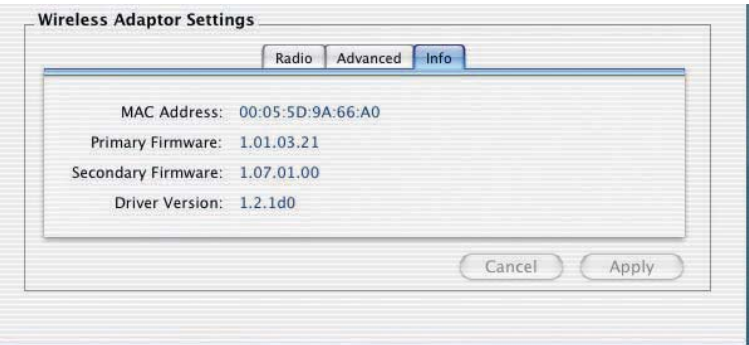 Wireless Adaptor Settings
Radio Advanced Info
MAC Address: 00:05:5D:9A:66:A0
Primary Firmware: 1.01.03.21
Secondary Firmware: 1.07.01.00
Driver Version: 1.2.1d0
Cancel Apply